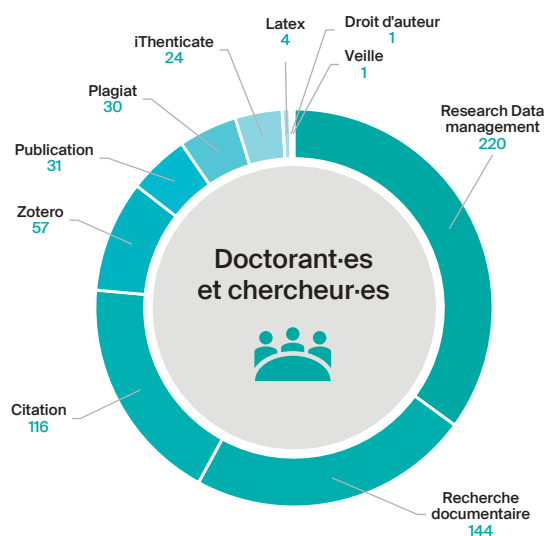 Latex
4
Droit d'auteur
1
Veille
1
iThenticate
24
Plagiat
30
Publication
31
Zotero
57
Citation
116
Research Data
management
220
Doctorant·es
et chercheur·es
Recherche
documentaire
144